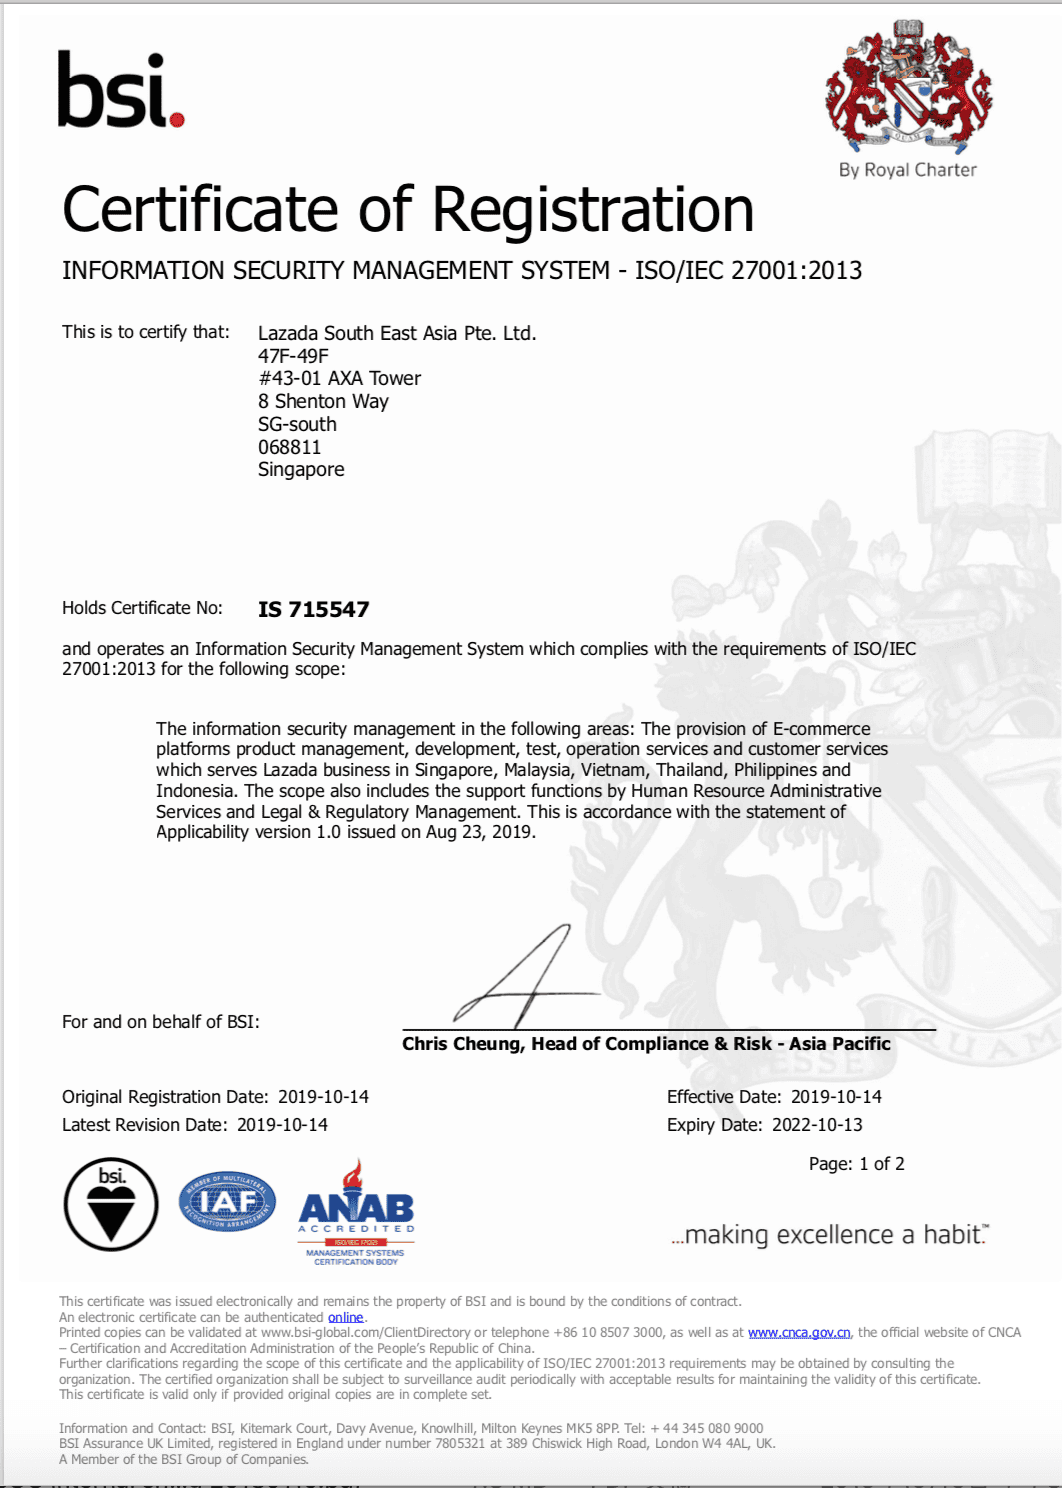 bsi.
By Royal Charter
Certificate of Registration
INFORMATION SECURITY MANAGEMENT SYSTEM - ISO/IEC 27001:2013
This is to certify that:
Lazada South East Asia Pte. Ltd.
47F-49F
#43-01 AXA Tower
8 Shenton Way
SG-south
068811
Singapore
Holds Certificate No: IS 715547
and operates an Information Security Management System which complies with the requirements of ISO/IEC
27001:2013 for the following scope:
The information security management in the following areas: The provision of E-commerce
platforms product management, development, test, operation services and customer services
which serves Lazada business in Singapore, Malaysia, Vietnam, Thailand, Philippines and
Indonesia. The scope also includes the support functions by Human Resource Administrative
Services and Legal & Regulatory Management. This is accordance with the statement of
Applicability version 1.0 issued on Aug 23, 2019.
ESSE QUAM
For and on behalf of BSI:
Chris Cheung, Head of Compliance & Risk - Asia Pacific
Original Registration Date: 2019-10-14
Effective Date: 2019-10-14
Latest Revision Date: 2019-10-14
Expiry Date: 2022-10-13
Page: 1 of 2
bsi.
MEMBER OF MULTILATERAL
IAF
RECOGNITION ARRANGEMENT
ANAB
ACCREDITED
ISO/IEC 17021
MANAGEMENT SYSTEMS
CERTIFICATION BODY
...making excellence a habit.™
This certificate was issued electronically and remains the property of BSI and is bound by the conditions of contract.
An electronic certificate can be authenticated online.
Printed copies can be validated at www.bsi-global.com/ClientDirectory or telephone +86 10 8507 3000, as well as at www.cnca.gov.cn, the official website of CNCA
– Certification and Accreditation Administration of the People's Republic of China.
Further clarifications regarding the scope of this certificate and the applicability of ISO/IEC 27001:2013 requirements may be obtained by consulting the
organization. The certified organization shall be subject to surveillance audit periodically with acceptable results for maintaining the validity of this certificate.
This certificate is valid only if provided original copies are in complete set.
Information and Contact: BSI, Kitemark Court, Davy Avenue, Knowlhill, Milton Keynes MK5 8PP. Tel: + 44 345 080 9000
BSI Assurance UK Limited, registered in England under number 7805321 at 389 Chiswick High Road, London W4 4AL, UK.
A Member of the BSI Group of Companies.